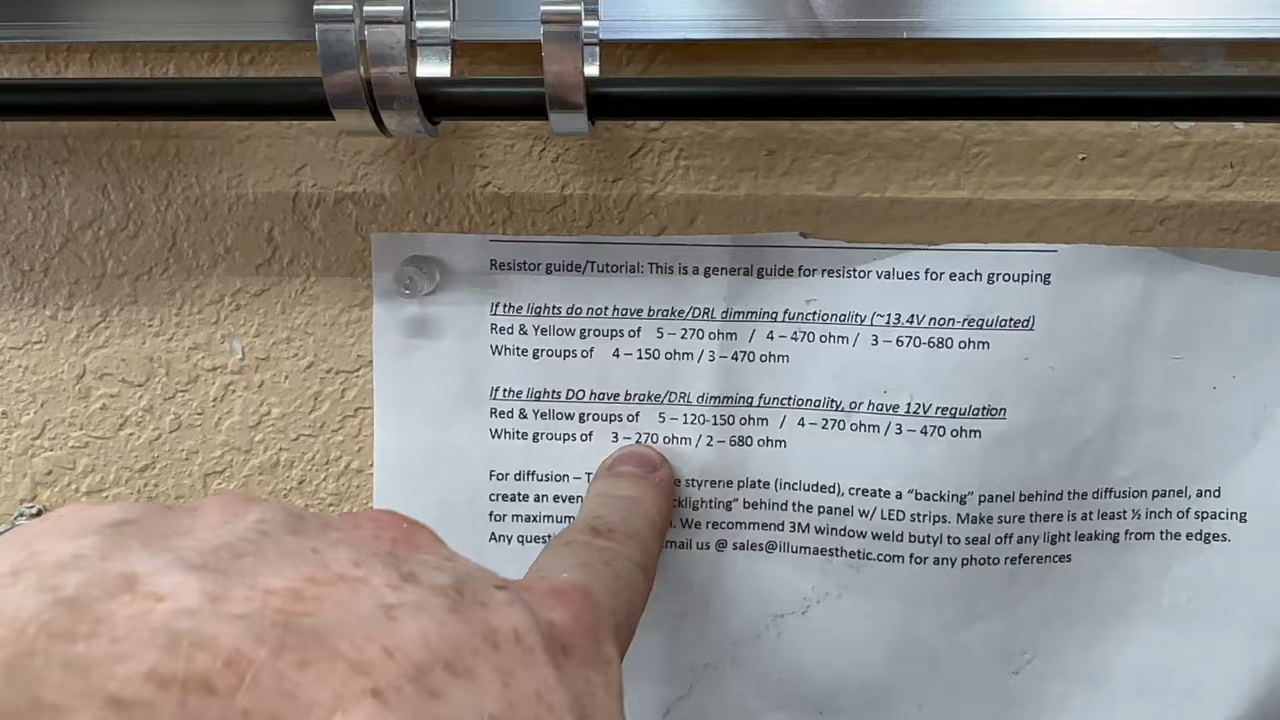 Resistor guide/Tutorial: This is a general guide for resistor values for each grouping
If the lights do not have brake/DRL dimming functionality (~13.4V non-regulated)
Red & Yellow groups of 5 – 270 ohm / 4 – 470 ohm / 3 – 670-680 ohm
White groups of 4 – 150 ohm / 3 – 470 ohm
If the lights DO have brake/DRL dimming functionality, or have 12V regulation
Red & Yellow groups of 5 – 120-150 ohm / 4 – 270 ohm / 3 – 470 ohm
White groups of 3 – 270 ohm / 2 – 680 ohm
For diffusion – styrene plate (included), create a “backing” panel behind the diffusion panel, and
create an behind the panel w/ LED strips. Make sure there is at least ½ inch of spacing
for maximum . We recommend 3M window weld butyl to seal off any light leaking from the edges.
Any us @ sales@illumaesthetic.com for any photo references